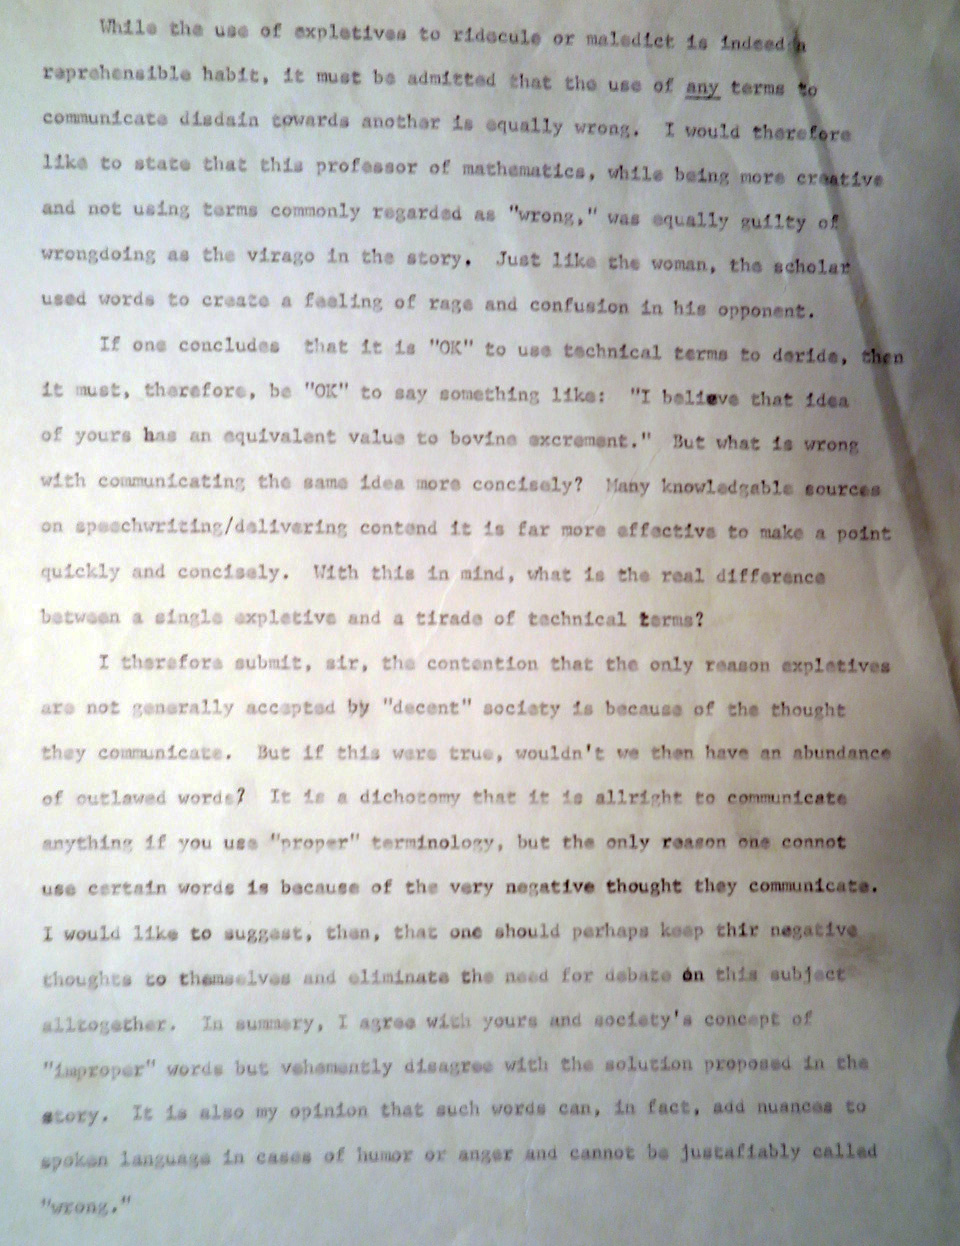 While the use of expletives to ridecule or maledict is indeed a
reprehensible habit, it must be admitted that the use of any terms to
communicate disdain towards another is equally wrong. I would therefore
like to state that this professor of mathematics, while being more creative
and not using terms commonly regarded as "wrong," was equally guilty of
wrongdoing as the virago in the story. Just like the woman, the scholar
used words to create a feeling of rage and confusion in his opponent.
If one concludes that it is "OK" to use technical terms to deride, then
it must, therefore, be "OK" to say something like: "I believe that idea
of yours has an equivalent value to bovine excrement." But what is wrong
with communicating the same idea more concisely? Many knowledgable sources
on speechwriting/delivering contend it is far more effective to make a point
quickly and concisely. With this in mind, what is the real difference
between a single expletive and a tirade of technical terms?
I therefore submit, sir, the contention that the only reason expletives
are not generally accepted by "decent" society is because of the thought
they communicate. But if this were true, wouldn't we then have an abundance
of outlawed words? It is a dichotomy that it is allright to communicate
anything if you use "proper" terminology, but the only reason one connot
use certain words is because of the very negative thought they communicate.
I would like to suggest, then, that one should perhaps keep thir negative
thoughts to themselves and eliminate the need for debate on this subject
alltogether. In summery, I agree with yours and society's concept of
"improper" words but vehemently disagree with the solution proposed in the
story. It is also my opinion that such words can, in fact, add nuances to
spoken language in cases of humor or anger and cannot be justafiably called
"wrong."